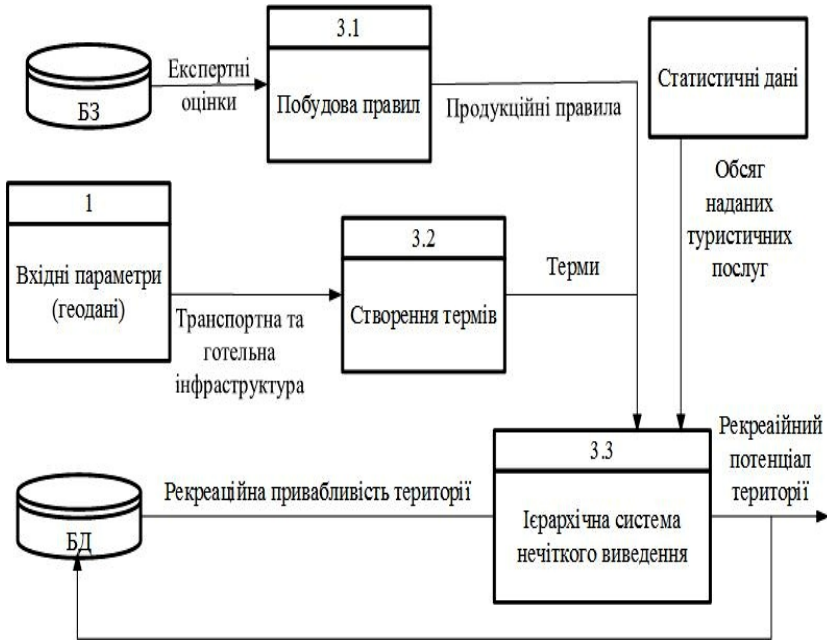 БЗ
Експертні
оцінки
3.1
Побудова правил
Продукційні правила
Статистичні дані
Обсяг
наданих
туристичних
послуг
1
Вхідні параметри
(геодані)
Транспортна та
готельна
інфраструктура
3.2
Створення термів
Терми
БД
Рекреаційна привабливість території
3.3
Ієрархічна система
нечіткого виведення
Рекреаійний
потенціал
території